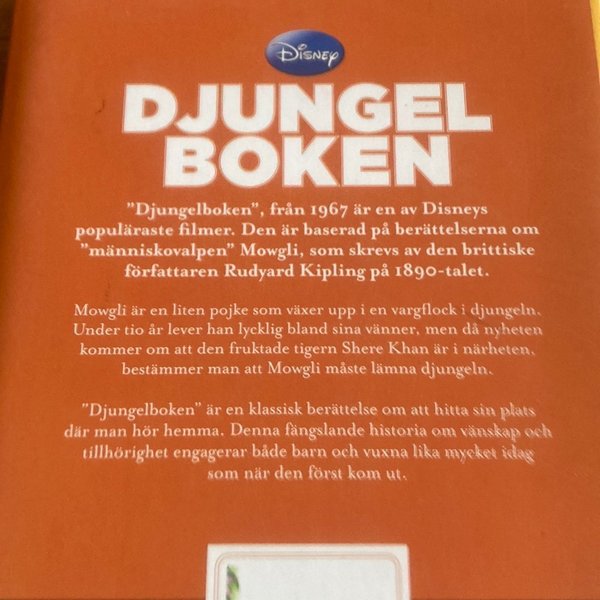 Disney
DJUNGEL
BOKEN
”Djungelboken”, från 1967 är en av Disneys
populäraste filmer. Den är baserad på berättelserna om
”människovalpen” Mowgli, som skrevs av den brittiske
författaren Rudyard Kipling på 1890-talet.
Mowgli är en liten pojke som växer upp i en vargflock i djungeln.
Under tio år lever han lycklig bland sina vänner, men då nyheten
kommer om att den fruktade tigern Shere Khan är i närheten,
bestämmer man att Mowgli måste lämna djungeln.
”Djungelboken” är en klassisk berättelse om att hitta sin plats
där man hör hemma. Denna fängslande historia om vänskap och
tillhörighet engagerar både barn och vuxna lika mycket idag
som när den först kom ut.